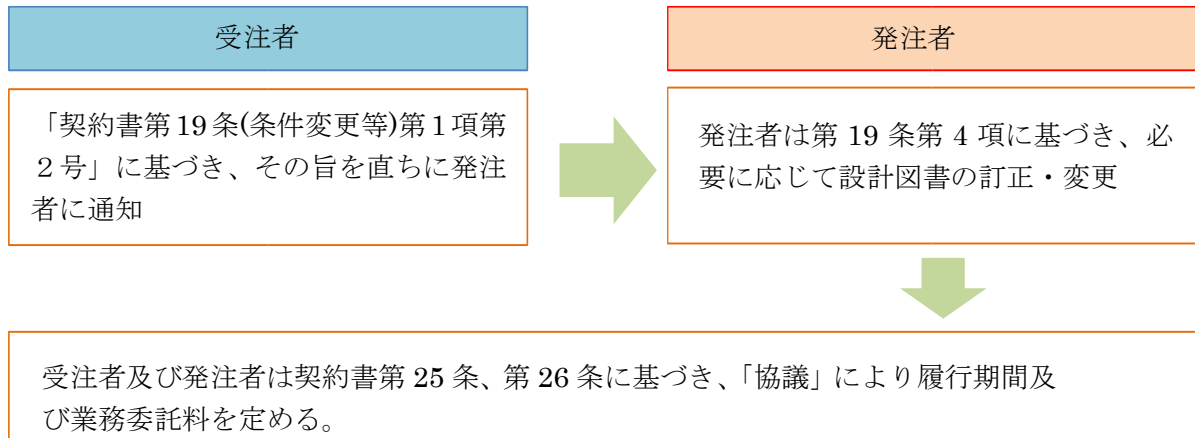 受注者
発注者
「契約書第19条(条件変更等)第１項第
２号」に基づき、その旨を直ちに発注
者に通知
発注者は第 19 条第 4 項に基づき、必
要に応じて設計図書の訂正・変更
受注者及び発注者は契約書第 25 条、第 26 条に基づき、「協議」により履行期間及
び業務委託料を定める。